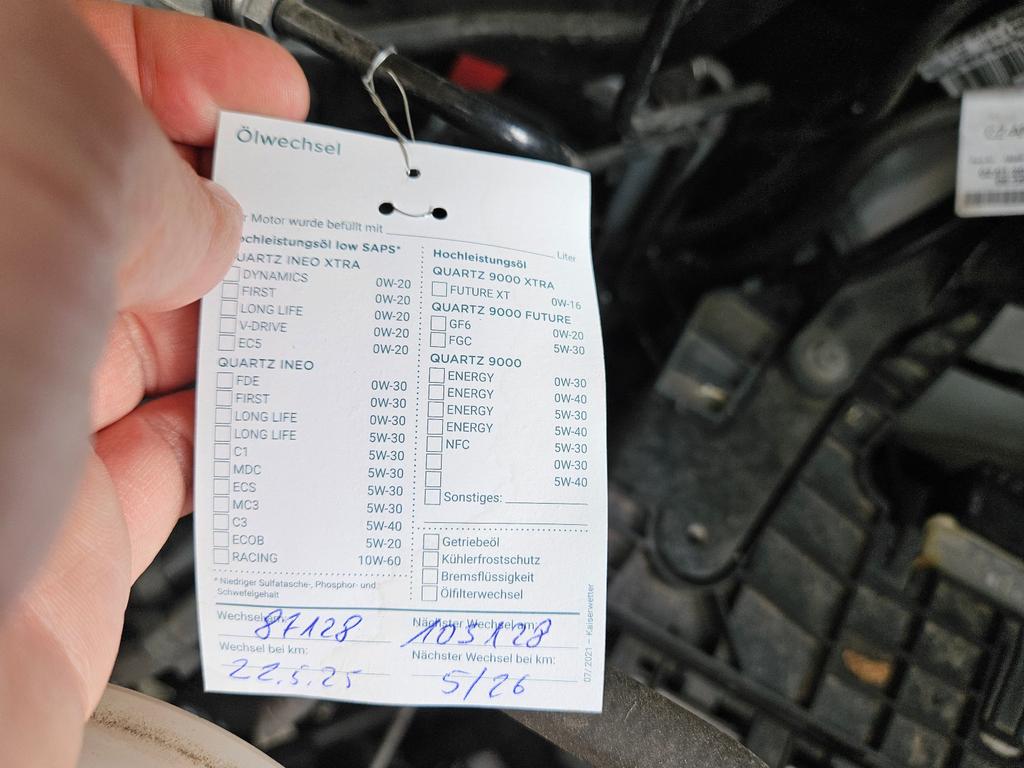 Ölwechsel
Motor wurde befüllt mit Liter
ochleistungsöl low SAPS*
UARTZ INEO XTRA
DYNAMICS 0W-20
FIRST 0W-20
LONG LIFE 0W-20
V-DRIVE 0W-20
EC5 0W-20
QUARTZ INEO
FDE 0W-30
FIRST 0W-30
LONG LIFE 0W-30
LONG LIFE 5W-30
C1 5W-30
MDC 5W-30
ECS 5W-30
MC3 5W-30
C3 5W-40
ECOB 5W-20
RACING 10W-60
* Niedriger Sulfatasche-, Phosphor- und
Schwefelgehalt
Hochleistungsöl
QUARTZ 9000 XTRA
FUTURE XT 0W-16
QUARTZ 9000 FUTURE
GF6 0W-20
FGC 5W-30
QUARTZ 9000
ENERGY 0W-30
ENERGY 0W-40
ENERGY 5W-30
ENERGY 5W-40
NFC 5W-30
0W-30
5W-40
Sonstiges:
Getriebeöl
Kühlerfrostschutz
Bremsflüssigkeit
Ölfilterwechsel
Wechsel am: 87128
Nächster Wechsel am: 103128
Wechsel bei km:
22.5.25
Nächster Wechsel bei km:
5/26
07/2021 – Kaiserwetter